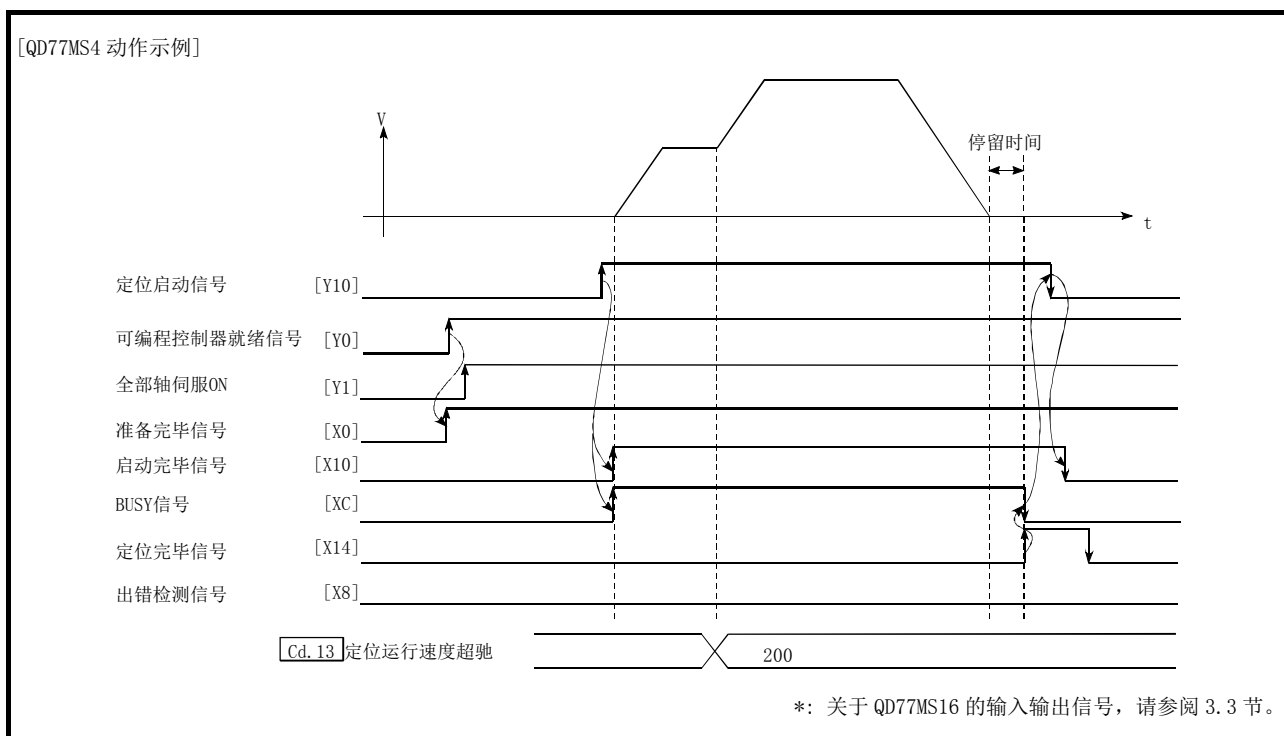 [QD77MS4 动作示例]
V
停留时间
t
定位启动信号 [Y10]
可编程控制器就绪信号 [Y0]
全部轴伺服ON [Y1]
准备完毕信号 [X0]
启动完毕信号 [X10]
BUSY信号 [XC]
定位完毕信号 [X14]
出错检测信号 [X8]
Cd. 13 定位运行速度超驰 200
*: 关于 QD77MS16 的输入输出信号，请参阅 3.3 节。